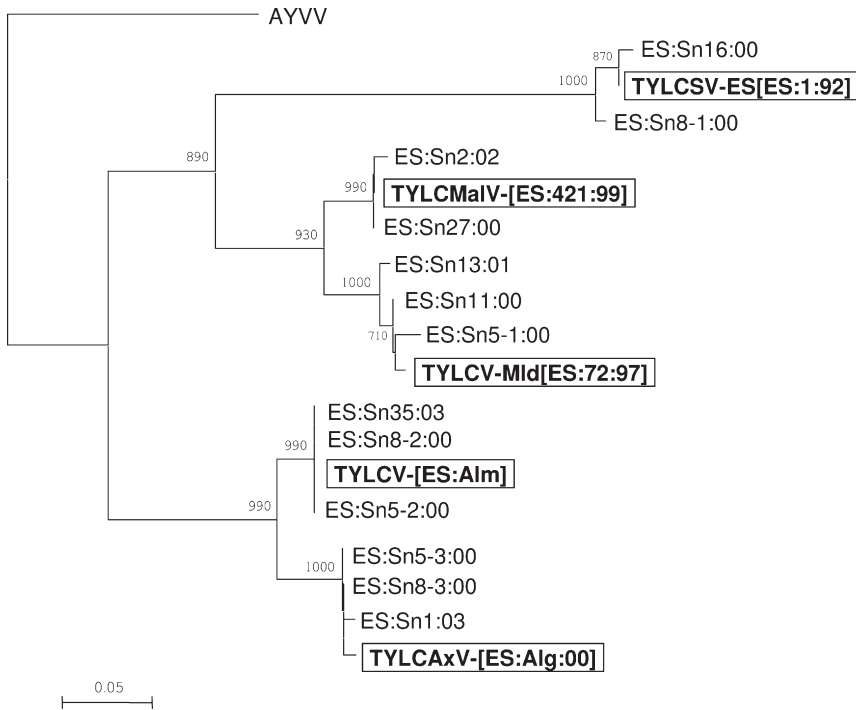 AYVV
ES:Sn16:00
870
TYLCSV-ES[ES:1:92]
1000
ES:Sn8-1:00
890
ES:Sn2:02
990
TYLCMalV-[ES:421:99]
ES:Sn27:00
930
ES:Sn13:01
1000
ES:Sn11:00
710
ES:Sn5-1:00
TYLCV-Mld[ES:72:97]
ES:Sn35:03
ES:Sn8-2:00
990
TYLCV-[ES:Alm]
990
ES:Sn5-2:00
ES:Sn5-3:00
1000
ES:Sn8-3:00
ES:Sn1:03
TYLCAxV-[ES:Alg:00]
0.05